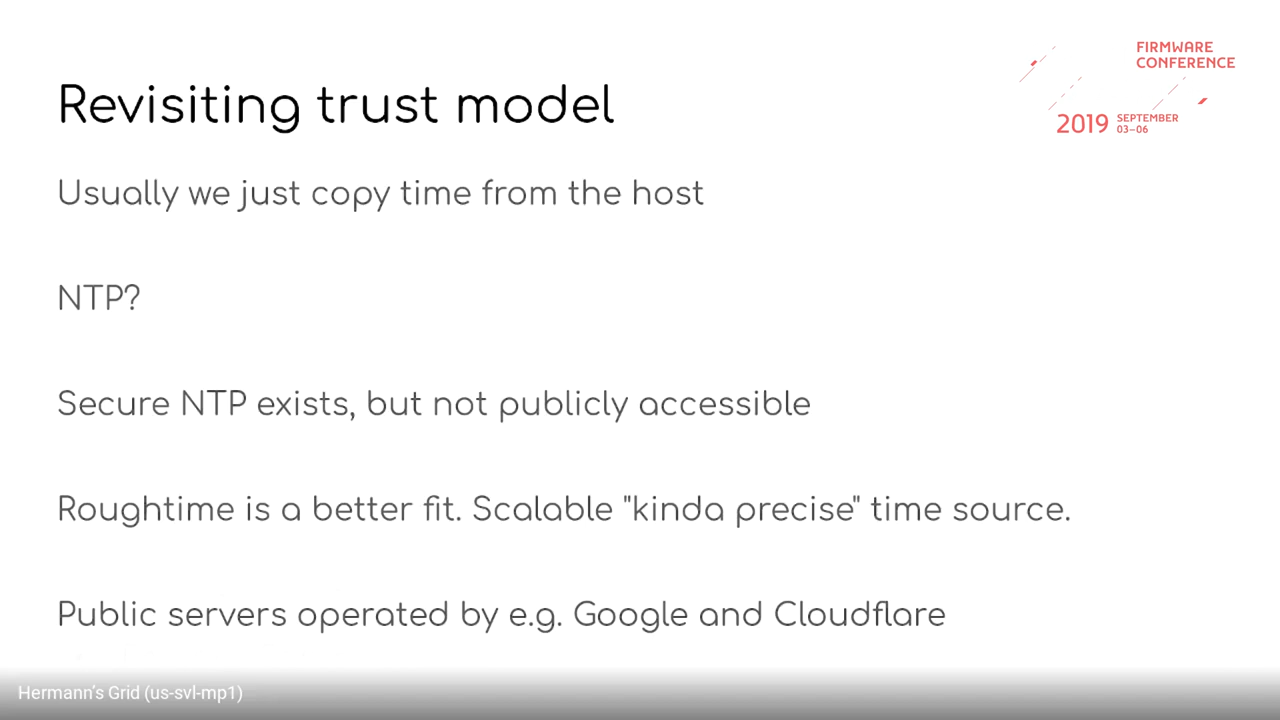 FIRMWARE
CONFERENCE
2019 SEPTEMBER
03–06
Revisiting trust model
Usually we just copy time from the host
NTP?
Secure NTP exists, but not publicly accessible
Roughtime is a better fit. Scalable "kinda precise" time source.
Public servers operated by e.g. Google and Cloudflare
Hermann's Grid (us-svl-mp1)